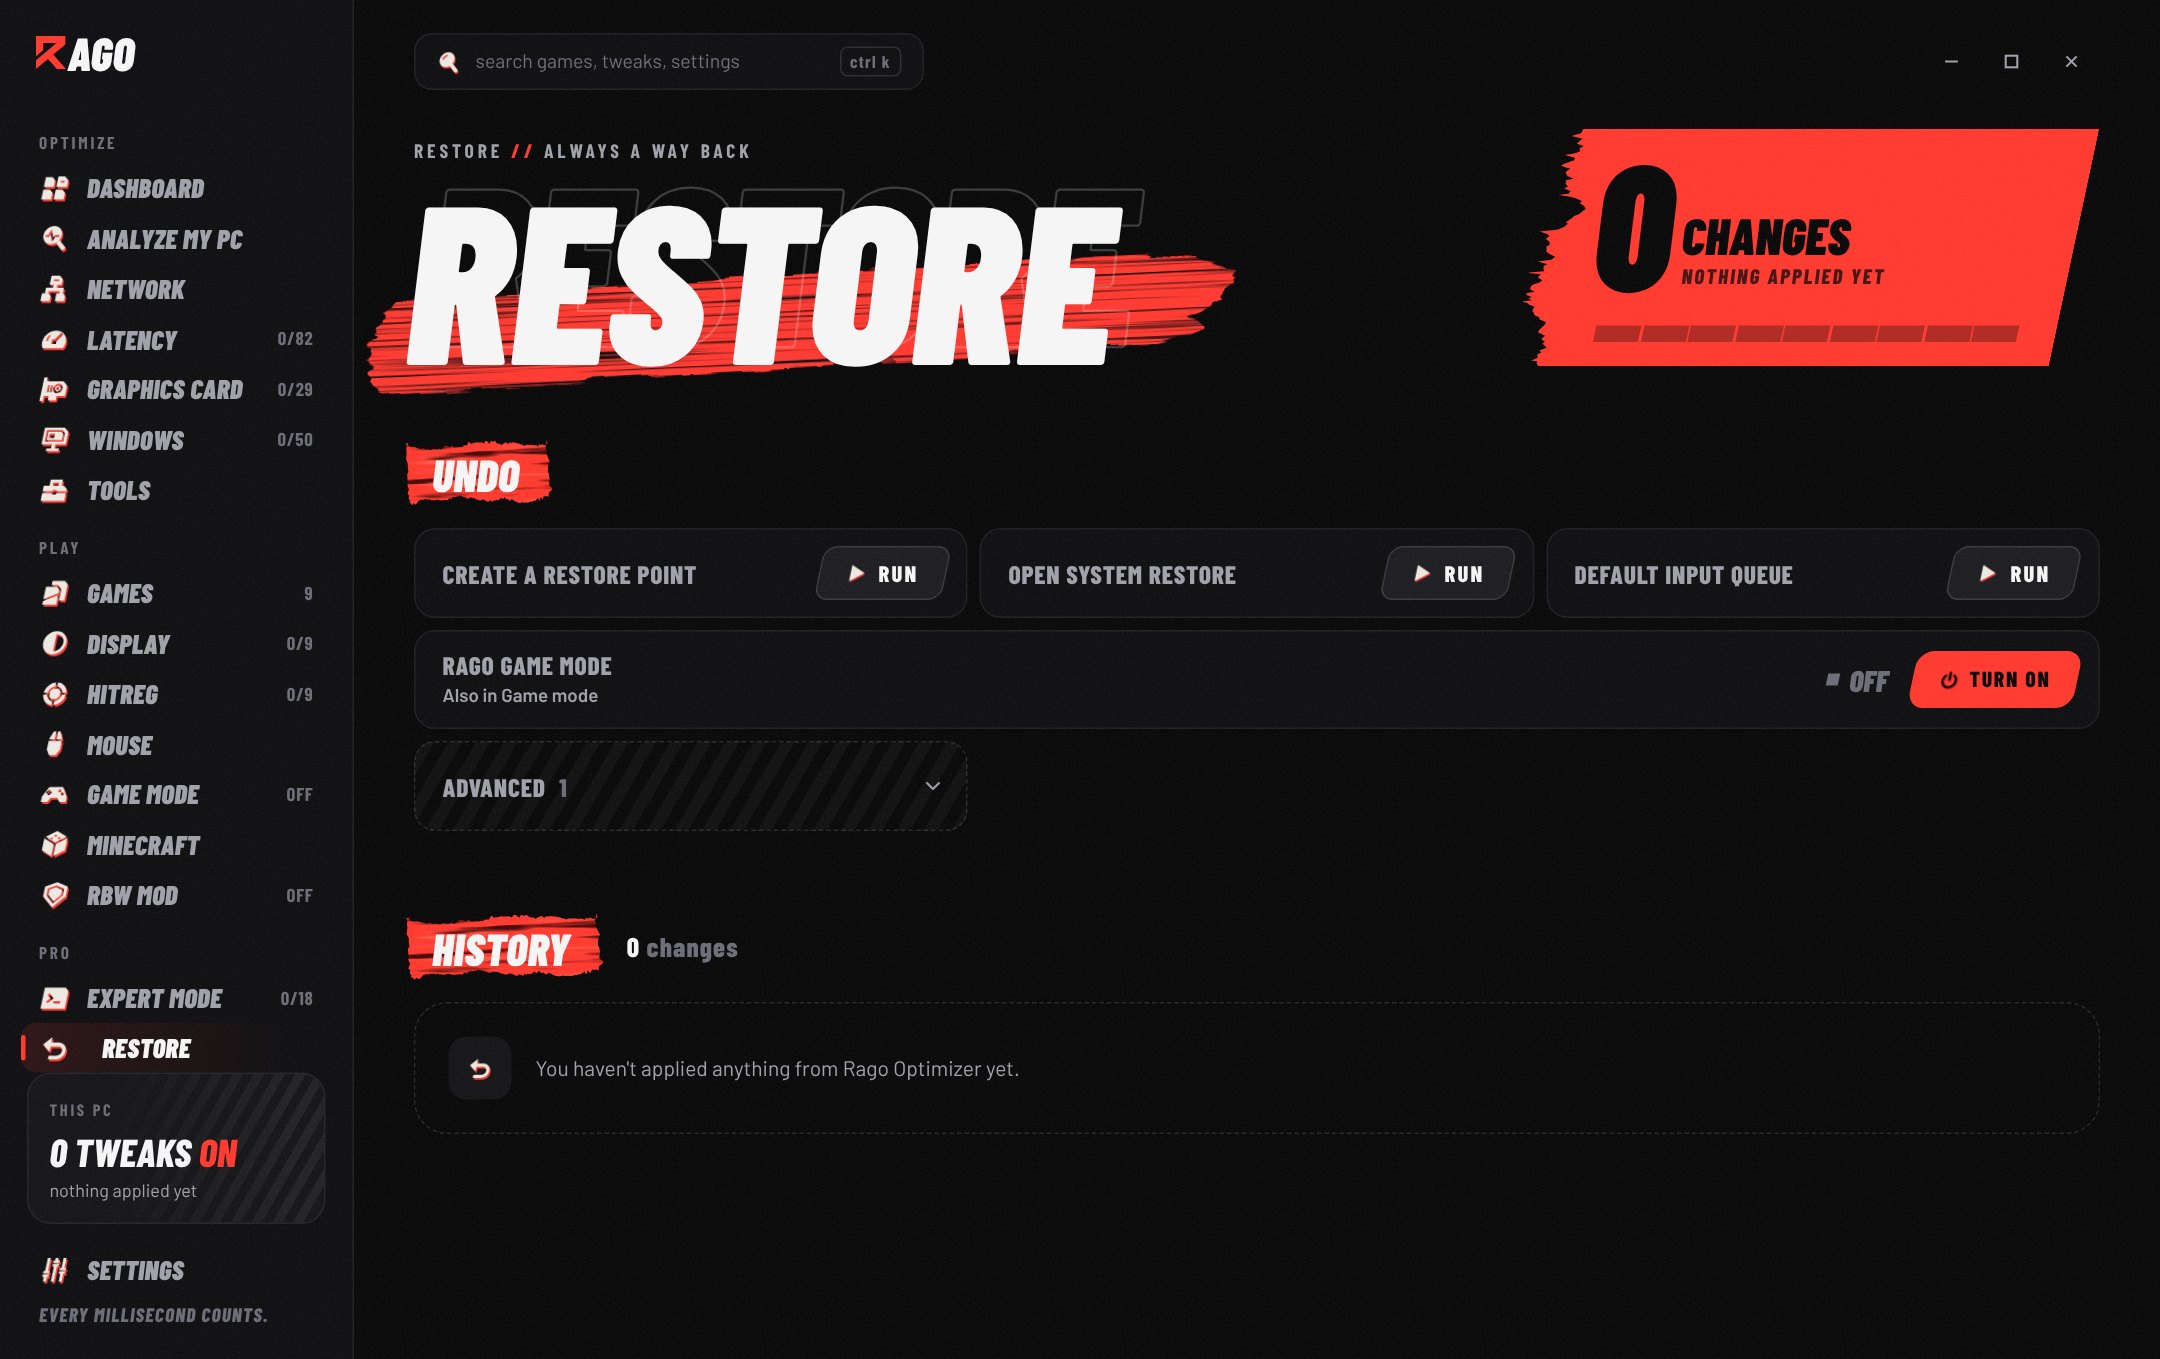 RAGO
OPTIMIZE
DASHBOARD
ANALYZE MY PC
NETWORK
LATENCY 0/82
GRAPHICS CARD 0/29
WINDOWS 0/50
TOOLS
PLAY
GAMES 9
DISPLAY 0/9
HITREG 0/9
MOUSE
GAME MODE OFF
MINECRAFT
RBW MOD OFF
PRO
EXPERT MODE 0/18
RESTORE
THIS PC
0 TWEAKS ON
nothing applied yet
SETTINGS
EVERY MILLISECOND COUNTS.
search games, tweaks, settings ctrl k
RESTORE // ALWAYS A WAY BACK
RESTORE
0 CHANGES
NOTHING APPLIED YET
UNDO
CREATE A RESTORE POINT RUN
OPEN SYSTEM RESTORE RUN
DEFAULT INPUT QUEUE RUN
RAGO GAME MODE
Also in Game mode
OFF TURN ON
ADVANCED 1
HISTORY 0 changes
You haven't applied anything from Rago Optimizer yet.